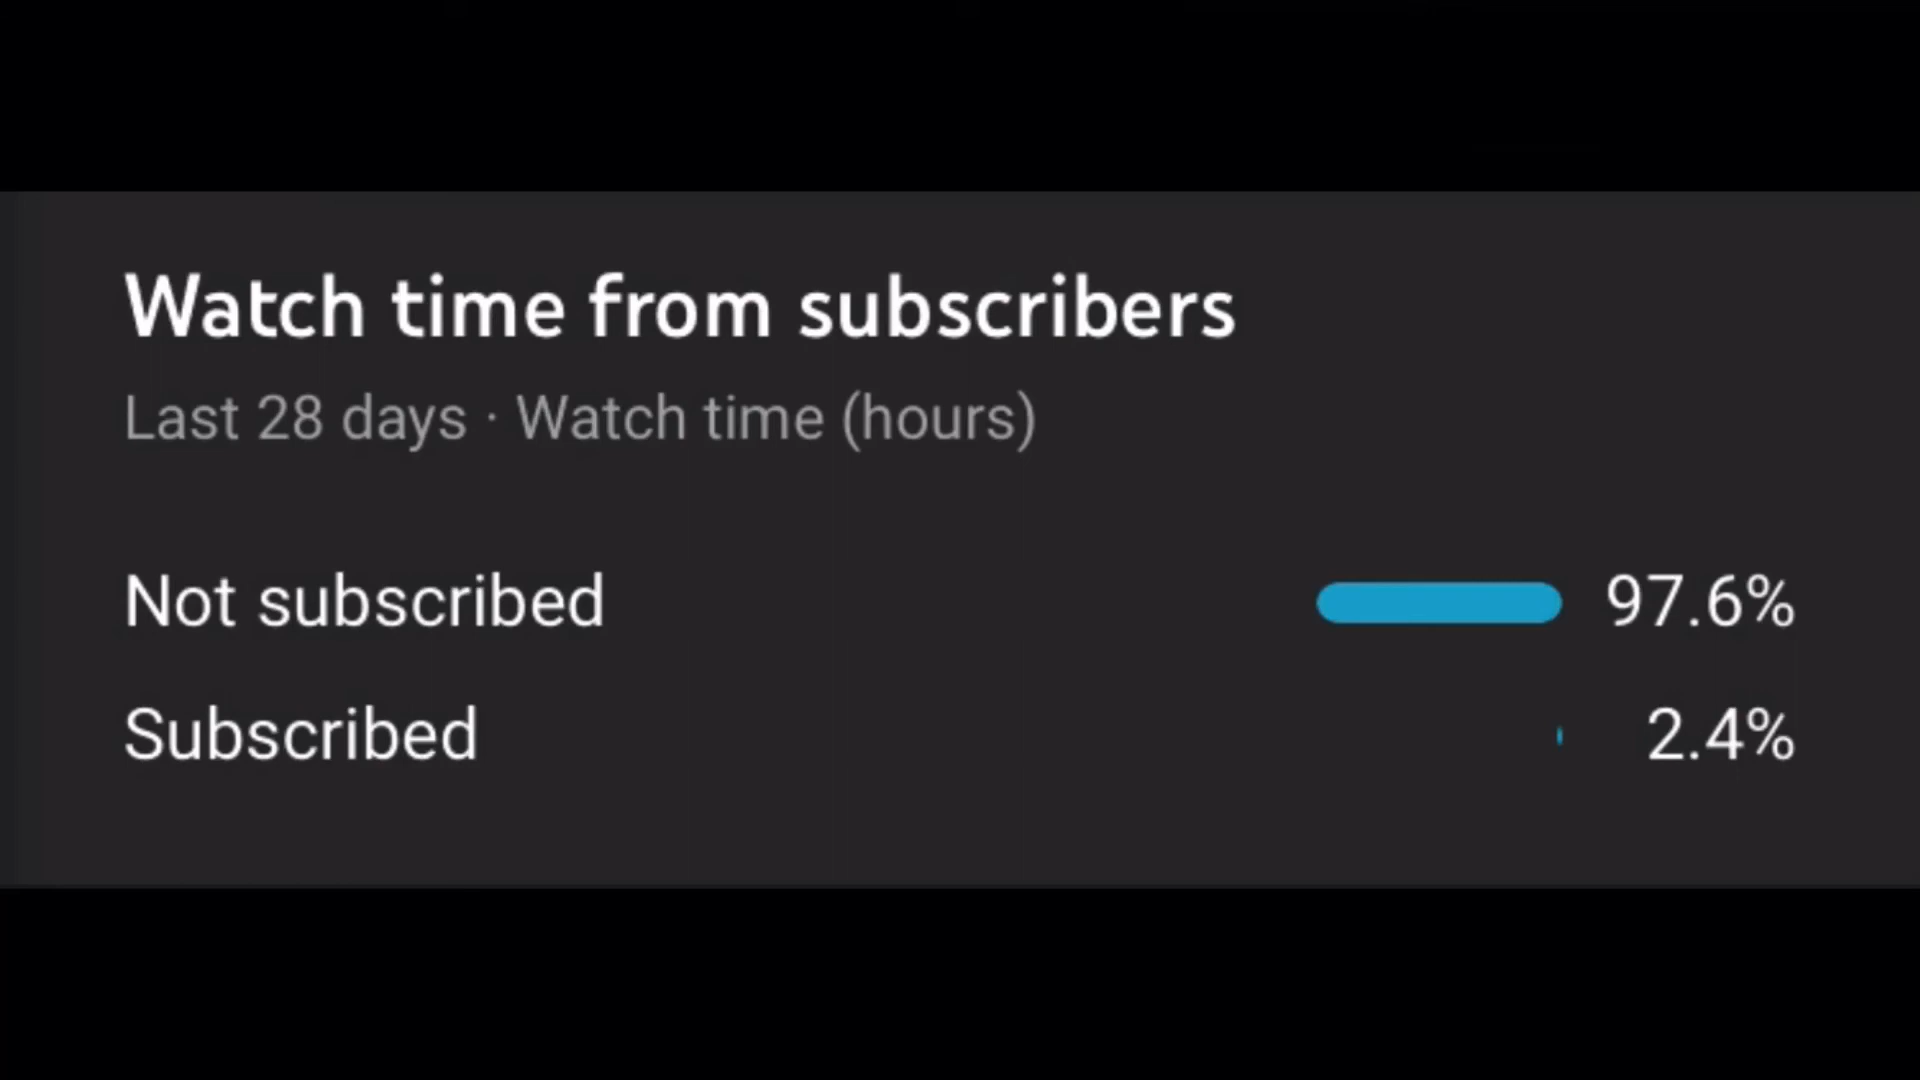 Watch time from subscribers
Last 28 days · Watch time (hours)
Not subscribed 97.6%
Subscribed 2.4%